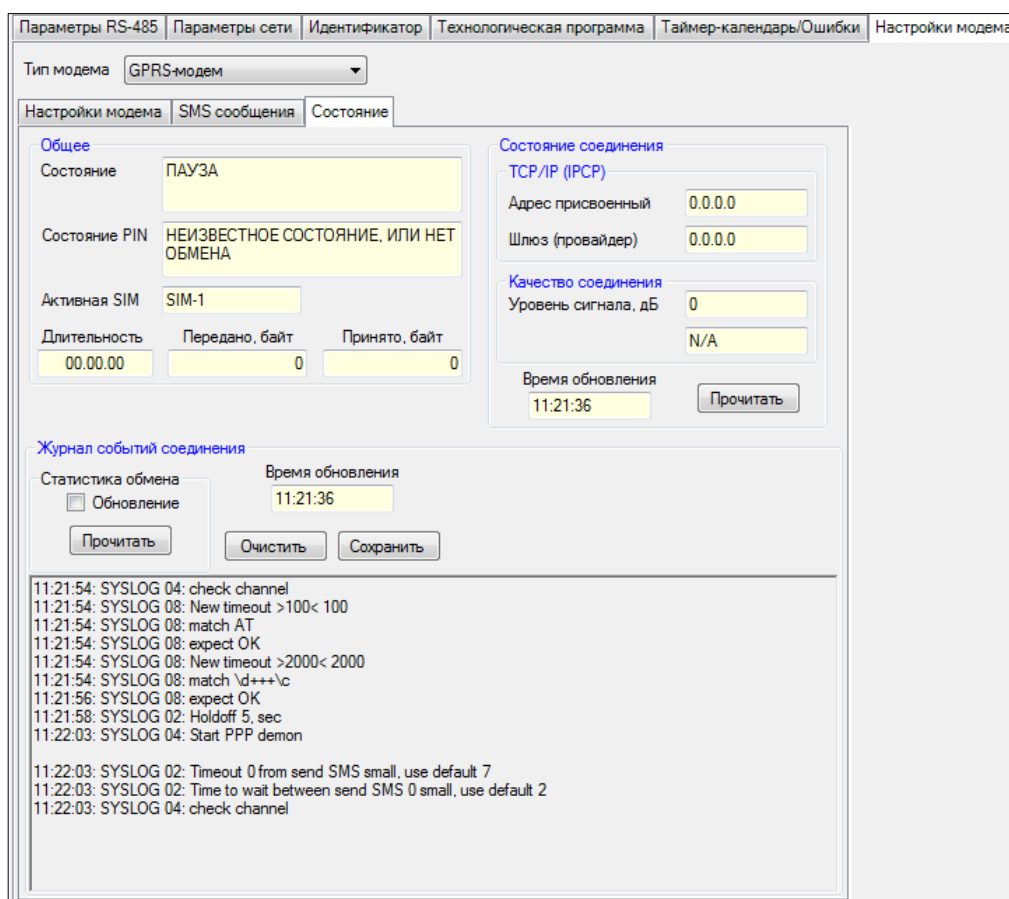 Параметры RS-485 Параметры сети Идентификатор Технологическая программа Таймер-календарь/Ошибки Настройки модема
Тип модема GPRS-модем
Настройки модема SMS сообщения Состояние
Общее
Состояние ПАУЗА
Состояние PIN НЕИЗВЕСТНОЕ СОСТОЯНИЕ, ИЛИ НЕТ
ОБМЕНА
Активная SIM SIM-1
Длительность Передано, байт Принято, байт
00.00.00 0 0
Состояние соединения
TCP/IP (IPCP)
Адрес присвоенный 0.0.0.0
Шлюз (провайдер) 0.0.0.0
Качество соединения
Уровень сигнала, дБ 0
N/A
Время обновления
11:21:36 Прочитать
Журнал событий соединения
Статистика обмена
Обновление
Прочитать
Время обновления
11:21:36
Очистить Сохранить
11:21:54: SYSLOG 04: check channel
11:21:54: SYSLOG 08: New timeout >100< 100
11:21:54: SYSLOG 08: match AT
11:21:54: SYSLOG 08: expect OK
11:21:54: SYSLOG 08: New timeout >2000< 2000
11:21:54: SYSLOG 08: match \d+++\c
11:21:56: SYSLOG 08: expect OK
11:21:58: SYSLOG 02: Holdoff 5, sec
11:22:03: SYSLOG 04: Start PPP demon
11:22:03: SYSLOG 02: Timeout 0 from send SMS small, use default 7
11:22:03: SYSLOG 02: Time to wait between send SMS 0 small, use default 2
11:22:03: SYSLOG 04: check channel